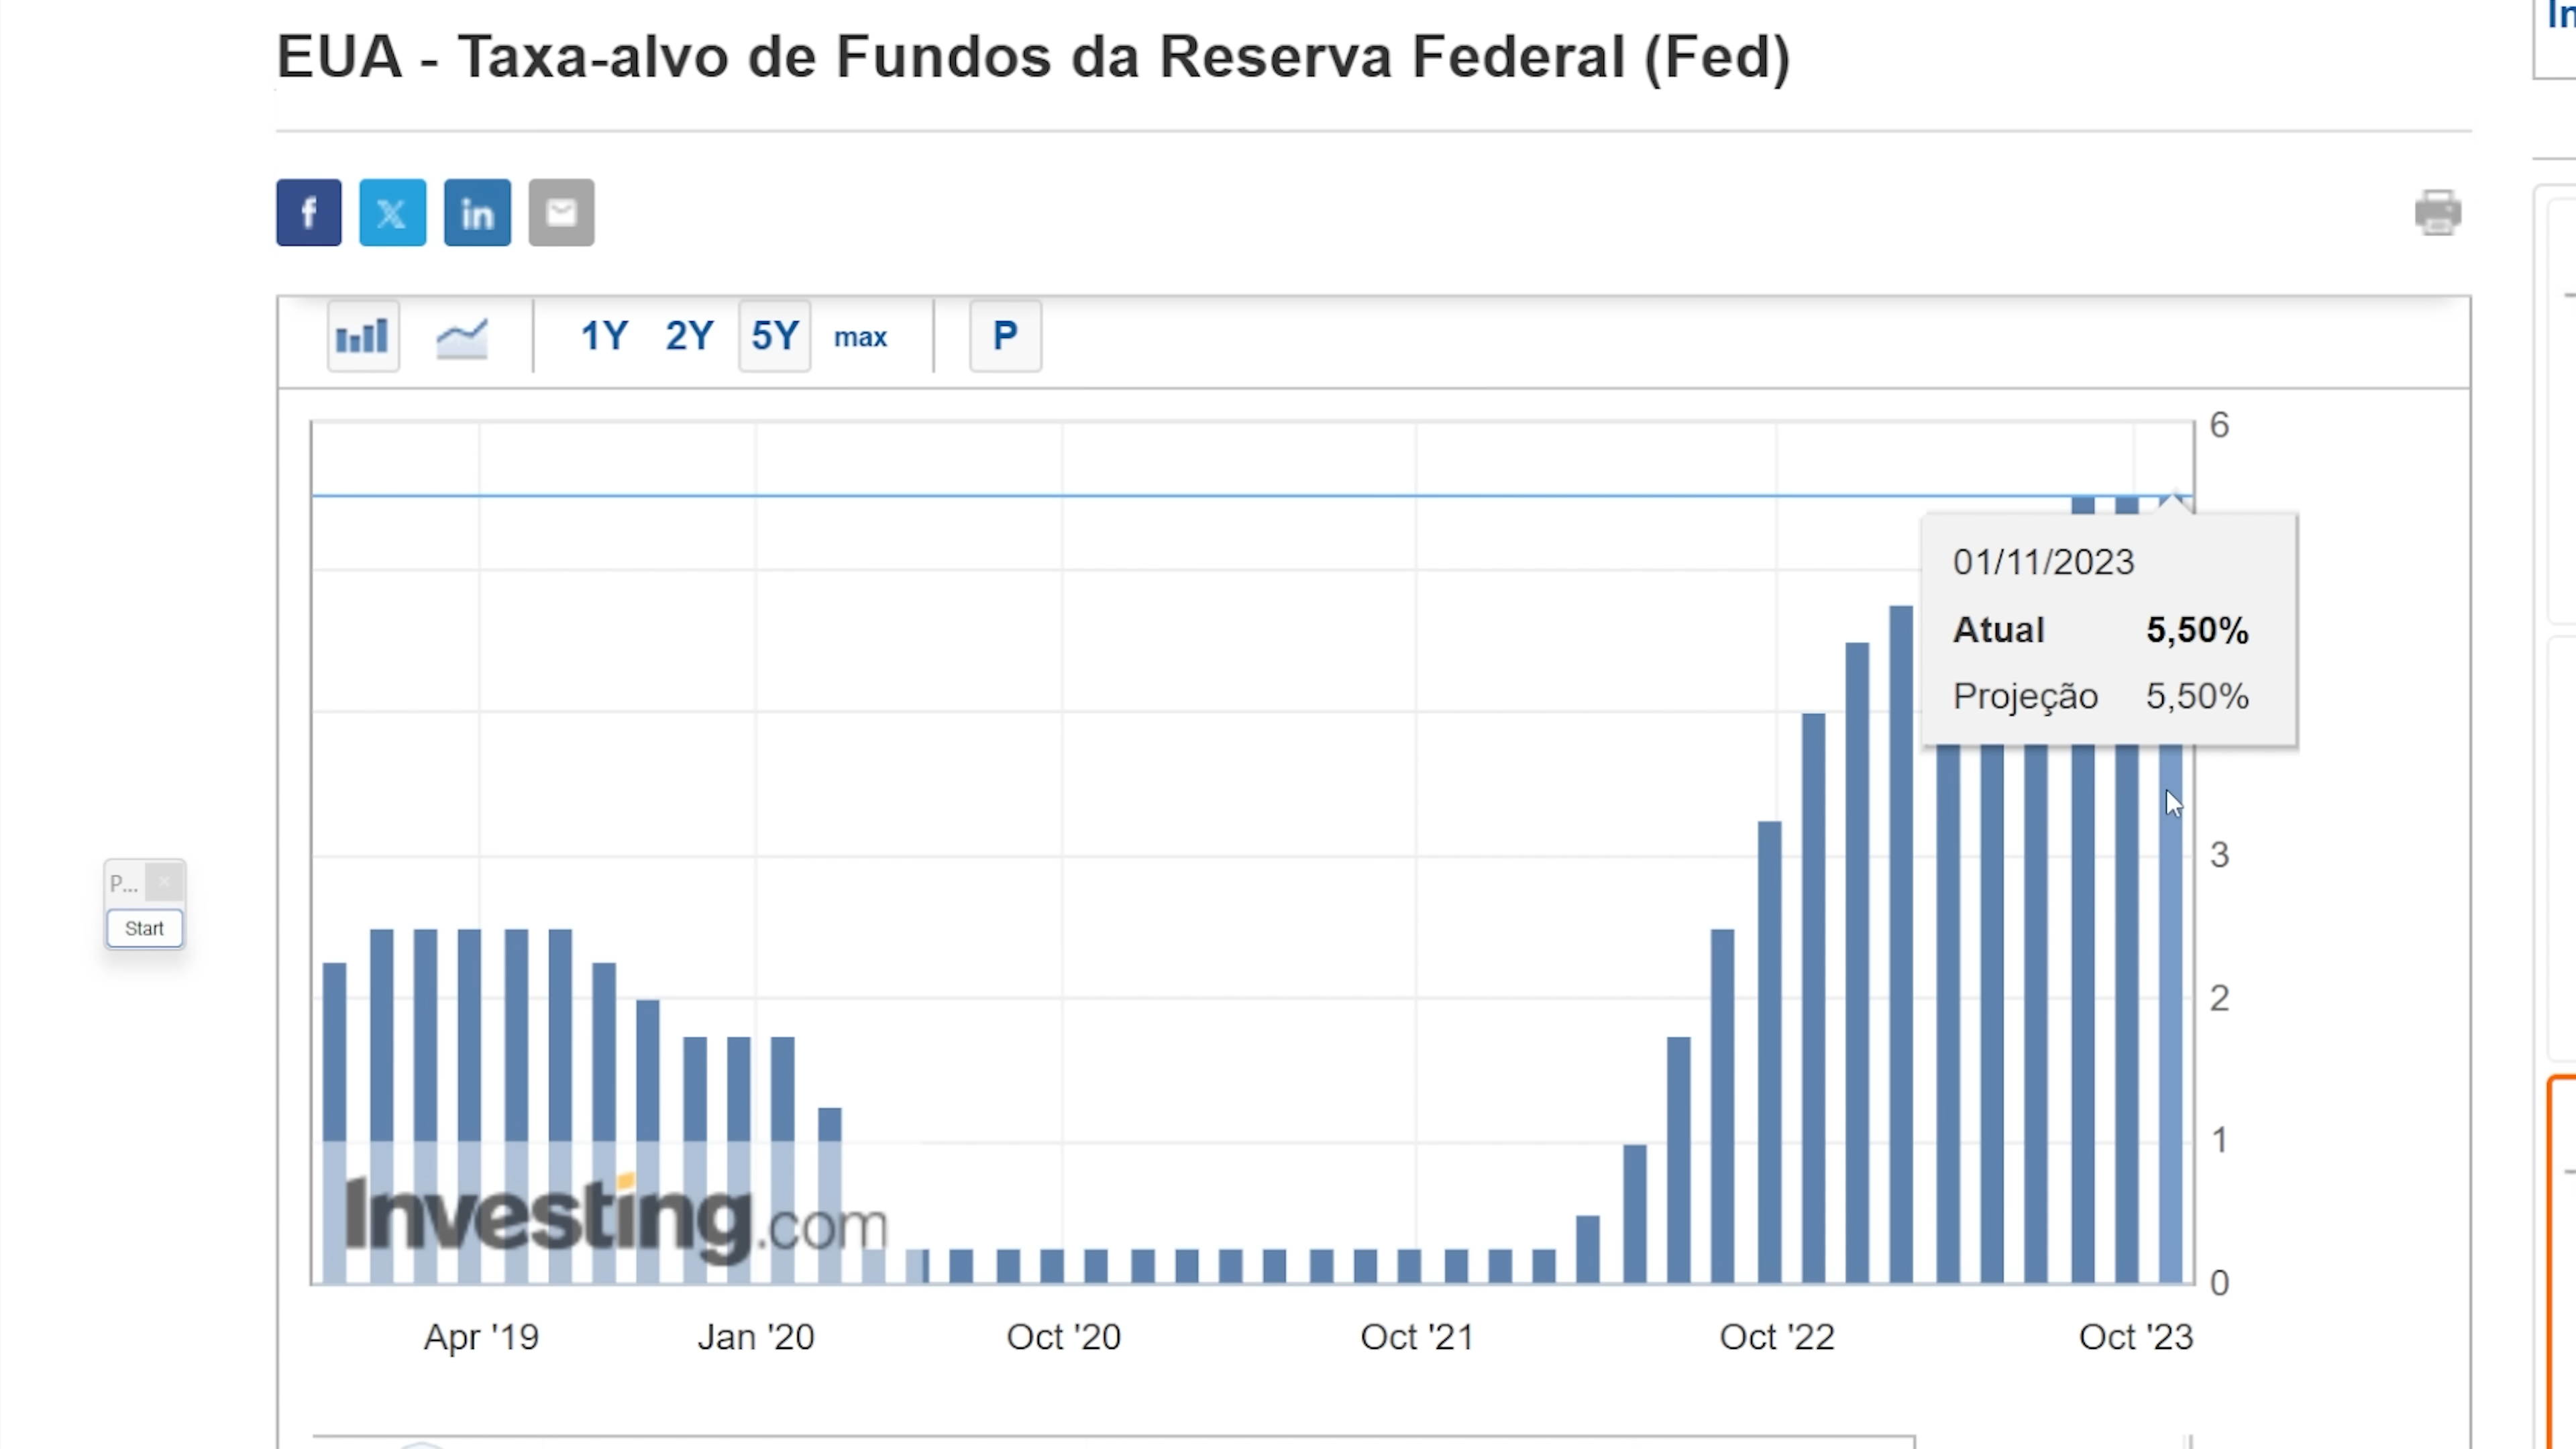 In
EUA - Taxa-alvo de Fundos da Reserva Federal (Fed)
f X in
1Y 2Y 5Y max P
6
01/11/2023
Atual 5,50%
Projeção 5,50%
3
P...
Start
2
1
Investing.com
0
Apr '19 Jan '20 Oct '20 Oct '21 Oct '22 Oct '23